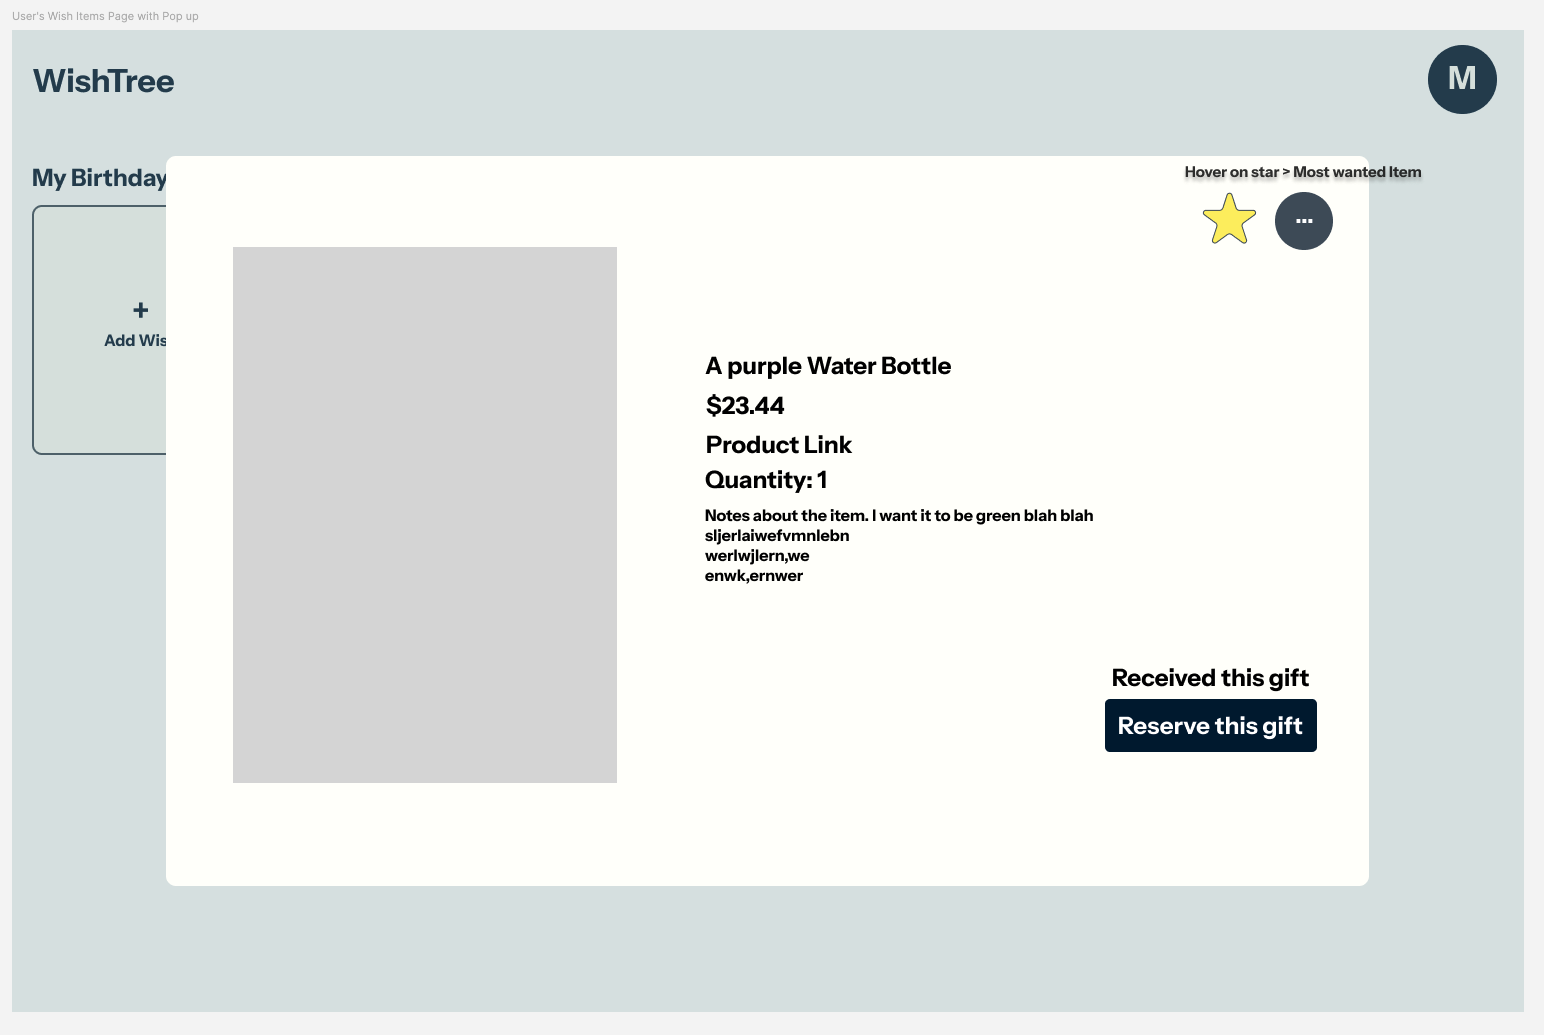 User's Wish Items Page with Pop up
WishTree
M
My Birthday
Hover on star > Most wanted Item
...
+
Add Wis
A purple Water Bottle
$23.44
Product Link
Quantity: 1
Notes about the item. I want it to be green blah blah
sljerlaiwefvmnlebn
werlwjlern,we
enwk,ernwer
Received this gift
Reserve this gift